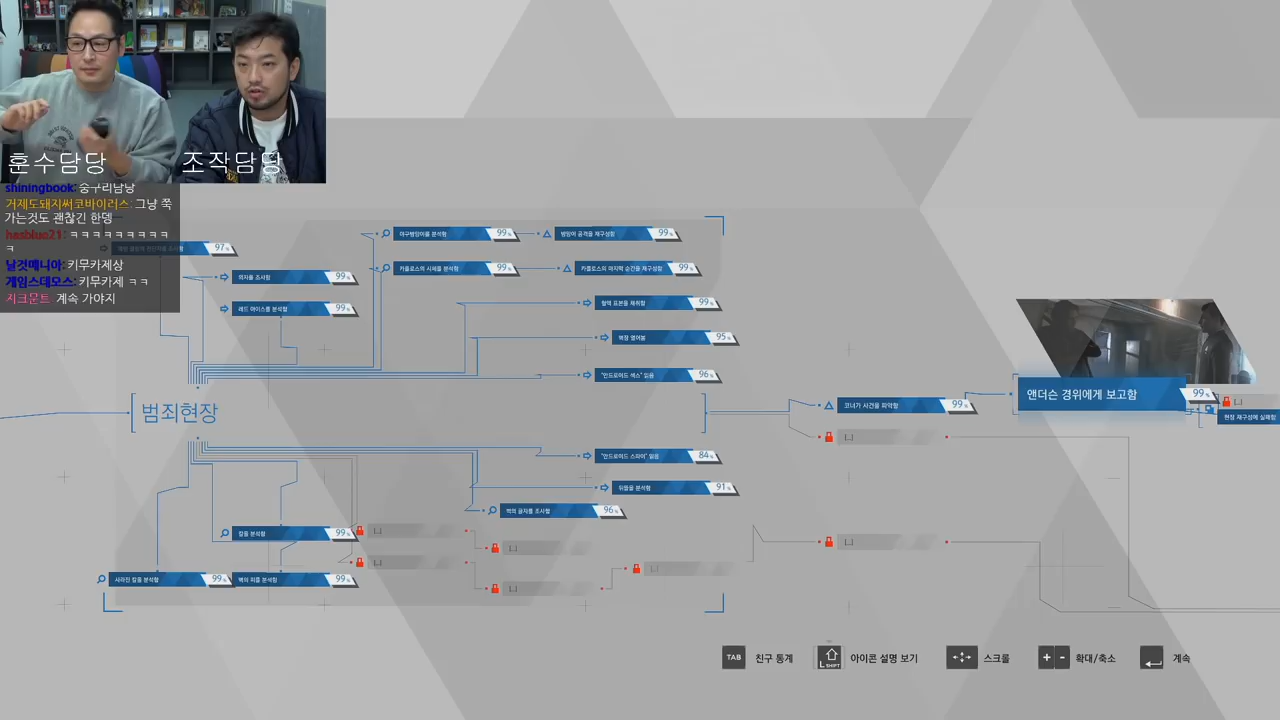 훈수담당
조작담당
shiningbook: 숭구리담당
거제도돼지써코바이러스: 그냥 쭉
가는것도 괜찮긴 한뎅
hasblue21: ㅋㅋㅋㅋㅋㅋㅋㅋㅋ
ㅋ
날것매니아: 키무카제상
게임스데모스: 키무카제 ㅋㅋ
지크문트: 계속 가야지
97%
의자를 조사함 99%
레드 아이스를 분석함 99%
야구방망이를 분석함 99%
방망이 공격을 재구성함 99%
카를로스의 시체를 분석함 99%
카를로스의 마지막 순간을 재구성함 99%
혈액 표본을 채취함 99%
벽장 열어봄 95%
"안드로이드 섹스" 읽음 96%
범죄현장
코너가 사건을 파악함 99%
앤더슨 경위에게 보고함 99%
현장 재구성에 실패함
"안드로이드 스파이" 읽음 84%
뒤뜰을 분석함 91%
벽의 글자를 조사함 96%
칼을 분석함 99%
사라진 칼을 분석함 99%
벽의 피를 분석함 99%
TAB 친구 통계
L SHIFT 아이콘 설명 보기
스크롤
+ - 확대/축소
계속